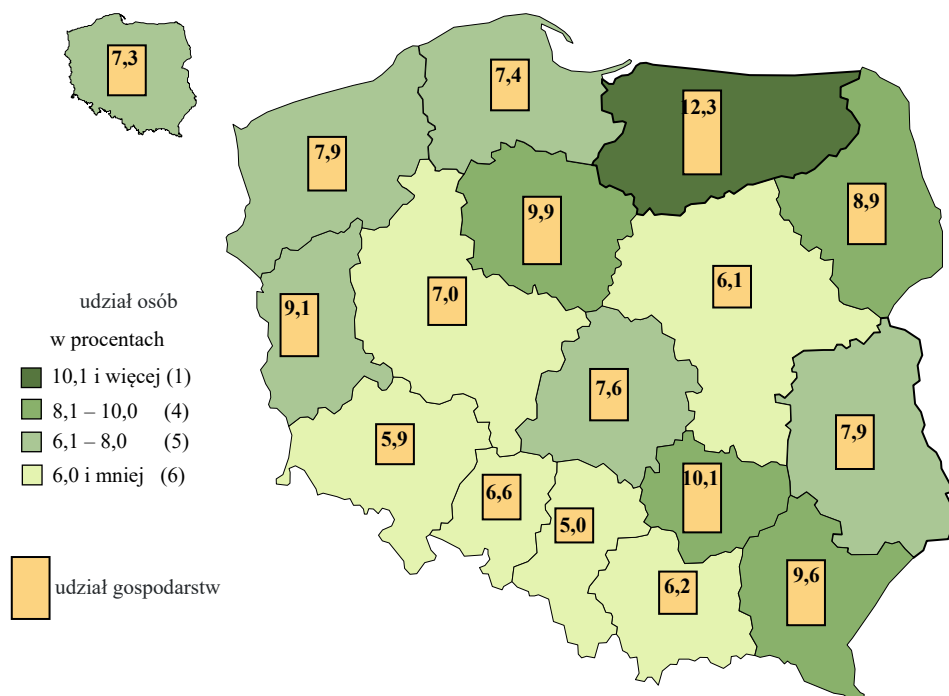 7,3
7,4
12,3
7,9
9,9
8,9
7,0
6,1
9,1
udział osób
w procentach
10,1 i więcej (1)
8,1 – 10,0 (4)
6,1 – 8,0 (5)
6,0 i mniej (6)
7,6
7,9
5,9
6,6
10,1
5,0
6,2
9,6
udział gospodarstw